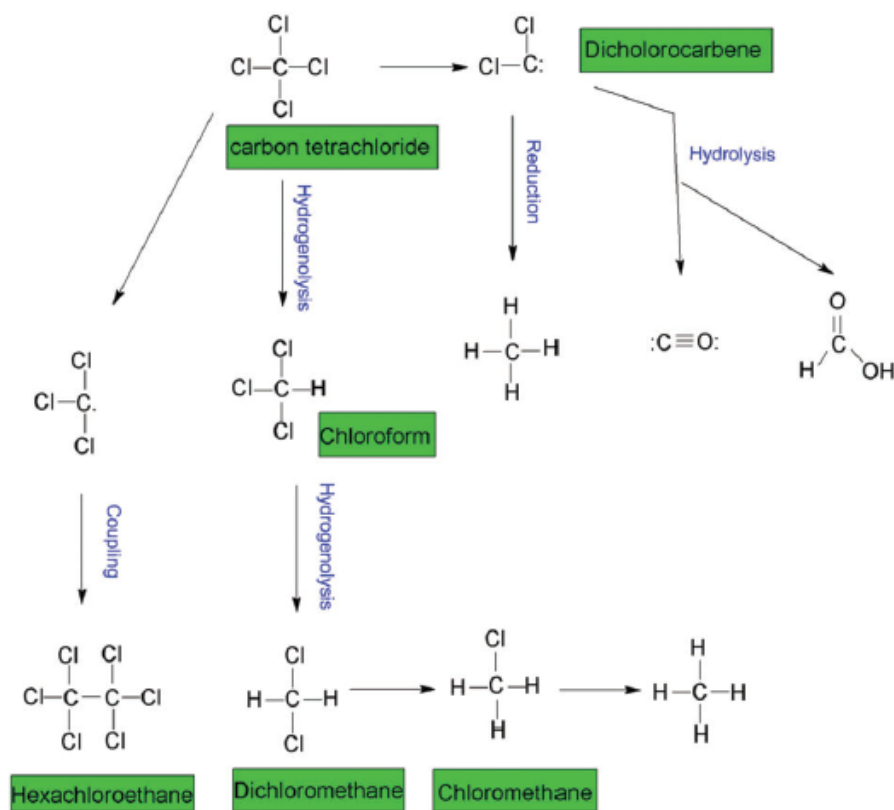 Cl
Cl–C–Cl
Cl
carbon tetrachloride
Cl
Cl–C:
Dicholorocarbene
Hydrogenolysis
Reduction
Hydrolysis
Cl
Cl–C.
Cl
Cl
Cl–C–H
Cl
Chloroform
H
H–C–H
H
:C≡O:
O
H C OH
Coupling
Hydrogenolysis
Cl Cl
Cl–C–C–Cl
Cl Cl
Hexachloroethane
Cl
H–C–H
Cl
Dichloromethane
Cl
H–C–H
H
Chloromethane
H
H–C–H
H